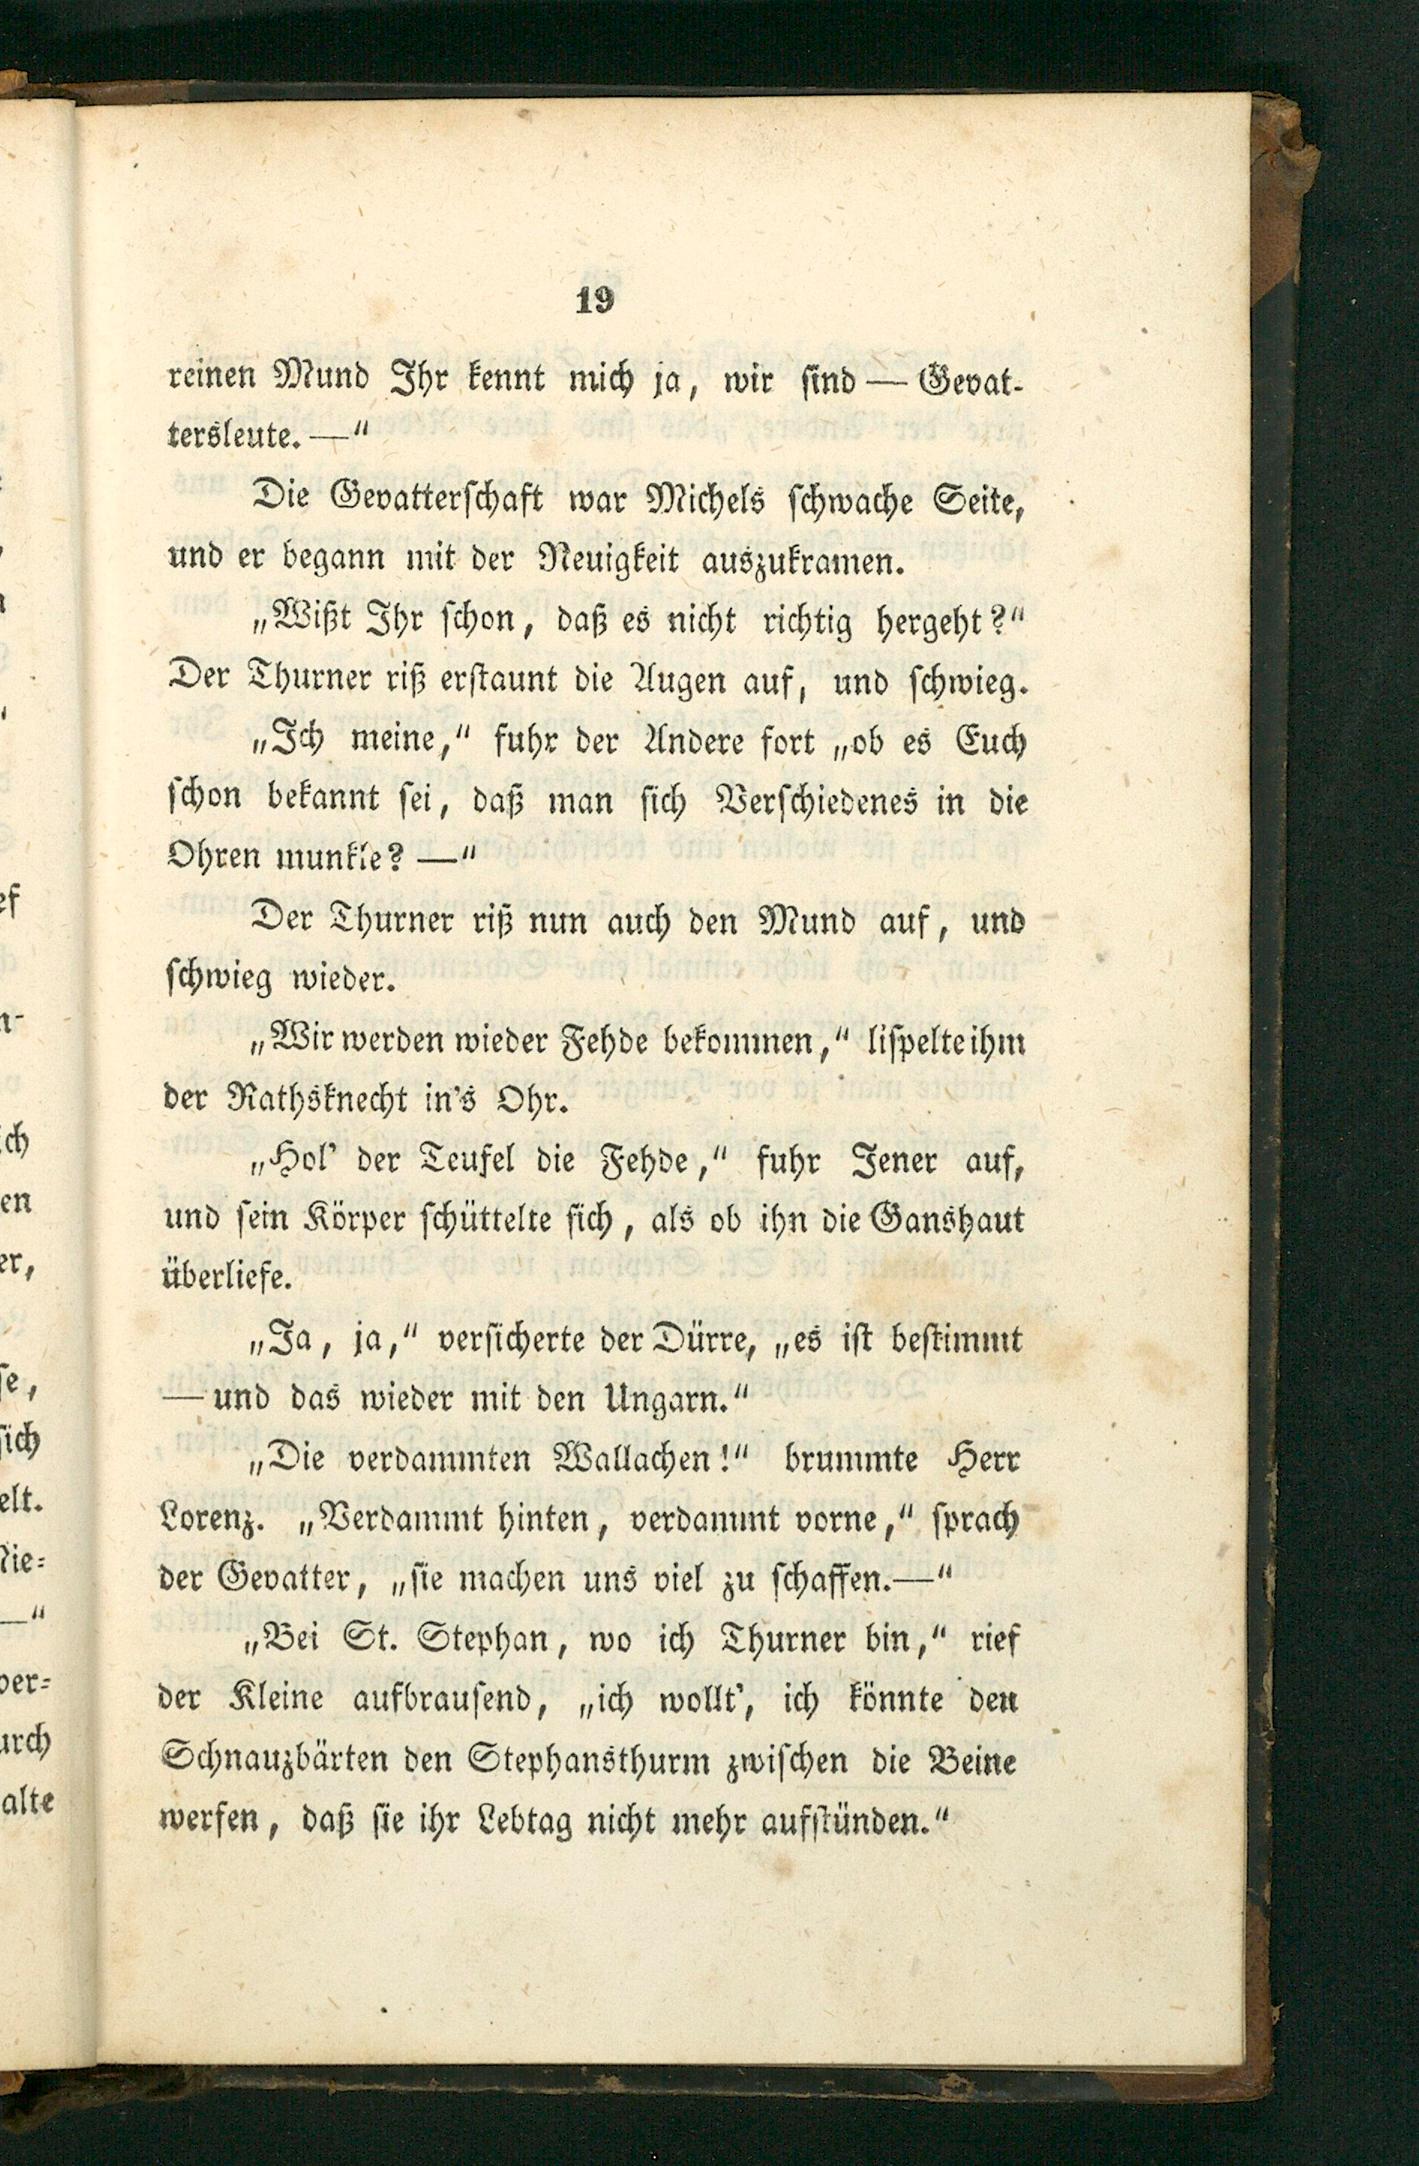 19
reinen Mund Ihr kennt mich ja, wir sind — Gevat-
tersleute. —“
Die Gevatterschaft war Michels schwache Seite,
und er begann mit der Neuigkeit auszukramen.
„Wißt Ihr schon, daß es nicht richtig hergeht?“
Der Thurner riß erstaunt die Augen auf, und schwieg.
„Ich meine,“ fuhr der Andere fort „ob es Euch
schon bekannt sei, daß man sich Verschiedenes in die
Ohren munkle? —“
Der Thurner riß nun auch den Mund auf, und
schwieg wieder.
„Wir werden wieder Fehde bekommen,“ lispelte ihm
der Rathsknecht in's Ohr.
„Hol' der Teufel die Fehde,“ fuhr Jener auf,
und sein Körper schüttelte sich, als ob ihn die Ganshaut
überliefe.
„Ja, ja,“ versicherte der Dürre, „es ist bestimmt
— und das wieder mit den Ungarn.“
„Die verdammten Wallachen!“ brummte Herr
Lorenz. „Verdammt hinten, verdammt vorne,“ sprach
der Gevatter, „sie machen uns viel zu schaffen.—“
„Bei St. Stephan, wo ich Thurner bin,“ rief
der Kleine aufbrausend, „ich wollt', ich könnte den
Schnauzbärten den Stephansthurm zwischen die Beine
werfen, daß sie ihr Lebtag nicht mehr aufstünden.“